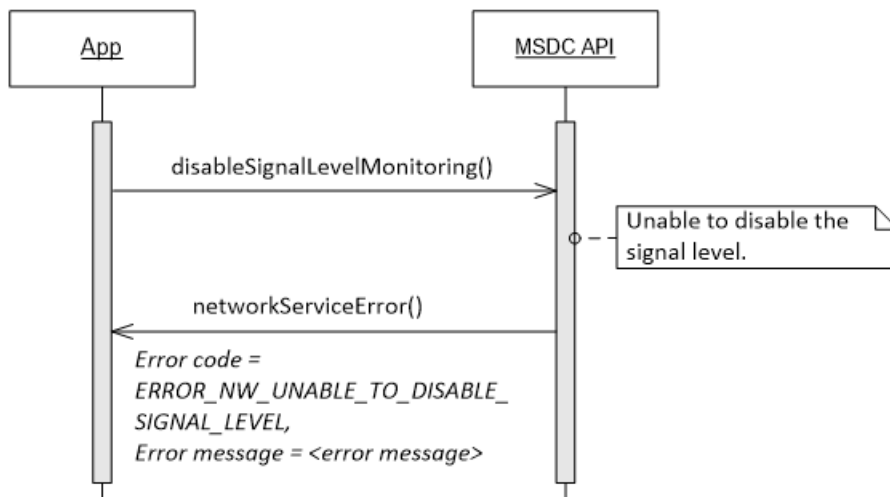 App
MSDC API
disableSignalLevelMonitoring()
Unable to disable the
signal level.
networkServiceError()
Error code =
ERROR_NW_UNABLE_TO_DISABLE_
SIGNAL_LEVEL,
Error message = <error message>